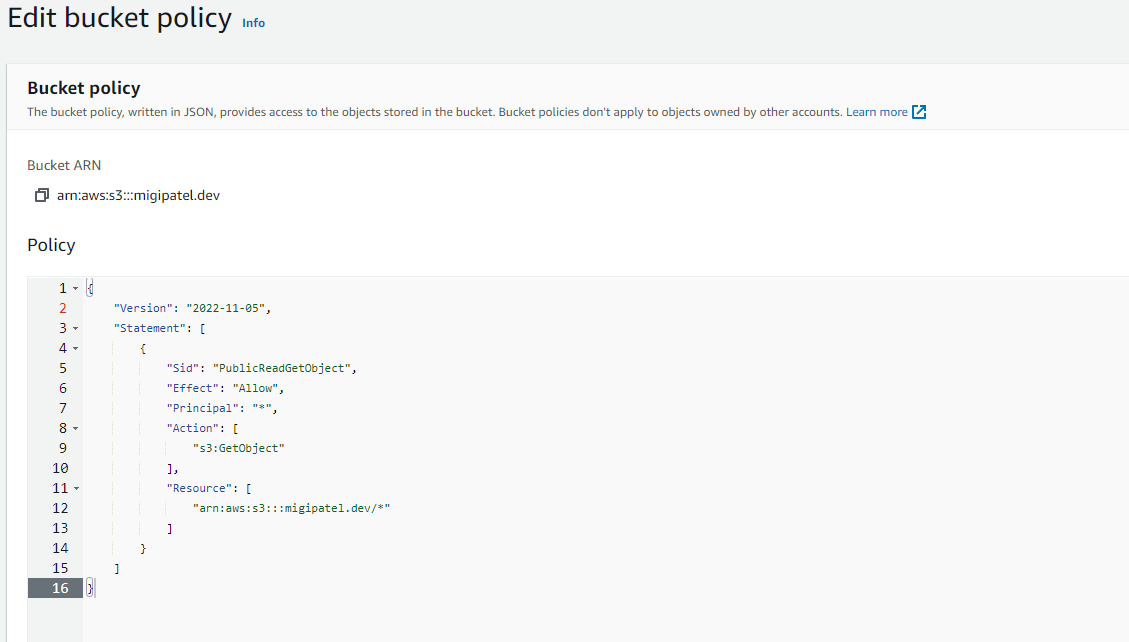 Edit bucket policy Info
Bucket policy
The bucket policy, written in JSON, provides access to the objects stored in the bucket. Bucket policies don't apply to objects owned by other accounts. Learn more
Bucket ARN
arn:aws:s3:::migipatel.dev
Policy
1 {
2 "Version": "2022-11-05",
3 "Statement": [
4 {
5 "Sid": "PublicReadGetObject",
6 "Effect": "Allow",
7 "Principal": "*",
8 "Action": [
9 "s3:GetObject"
10 ],
11 "Resource": [
12 "arn:aws:s3:::migipatel.dev/*"
13 ]
14 }
15 ]
16 }